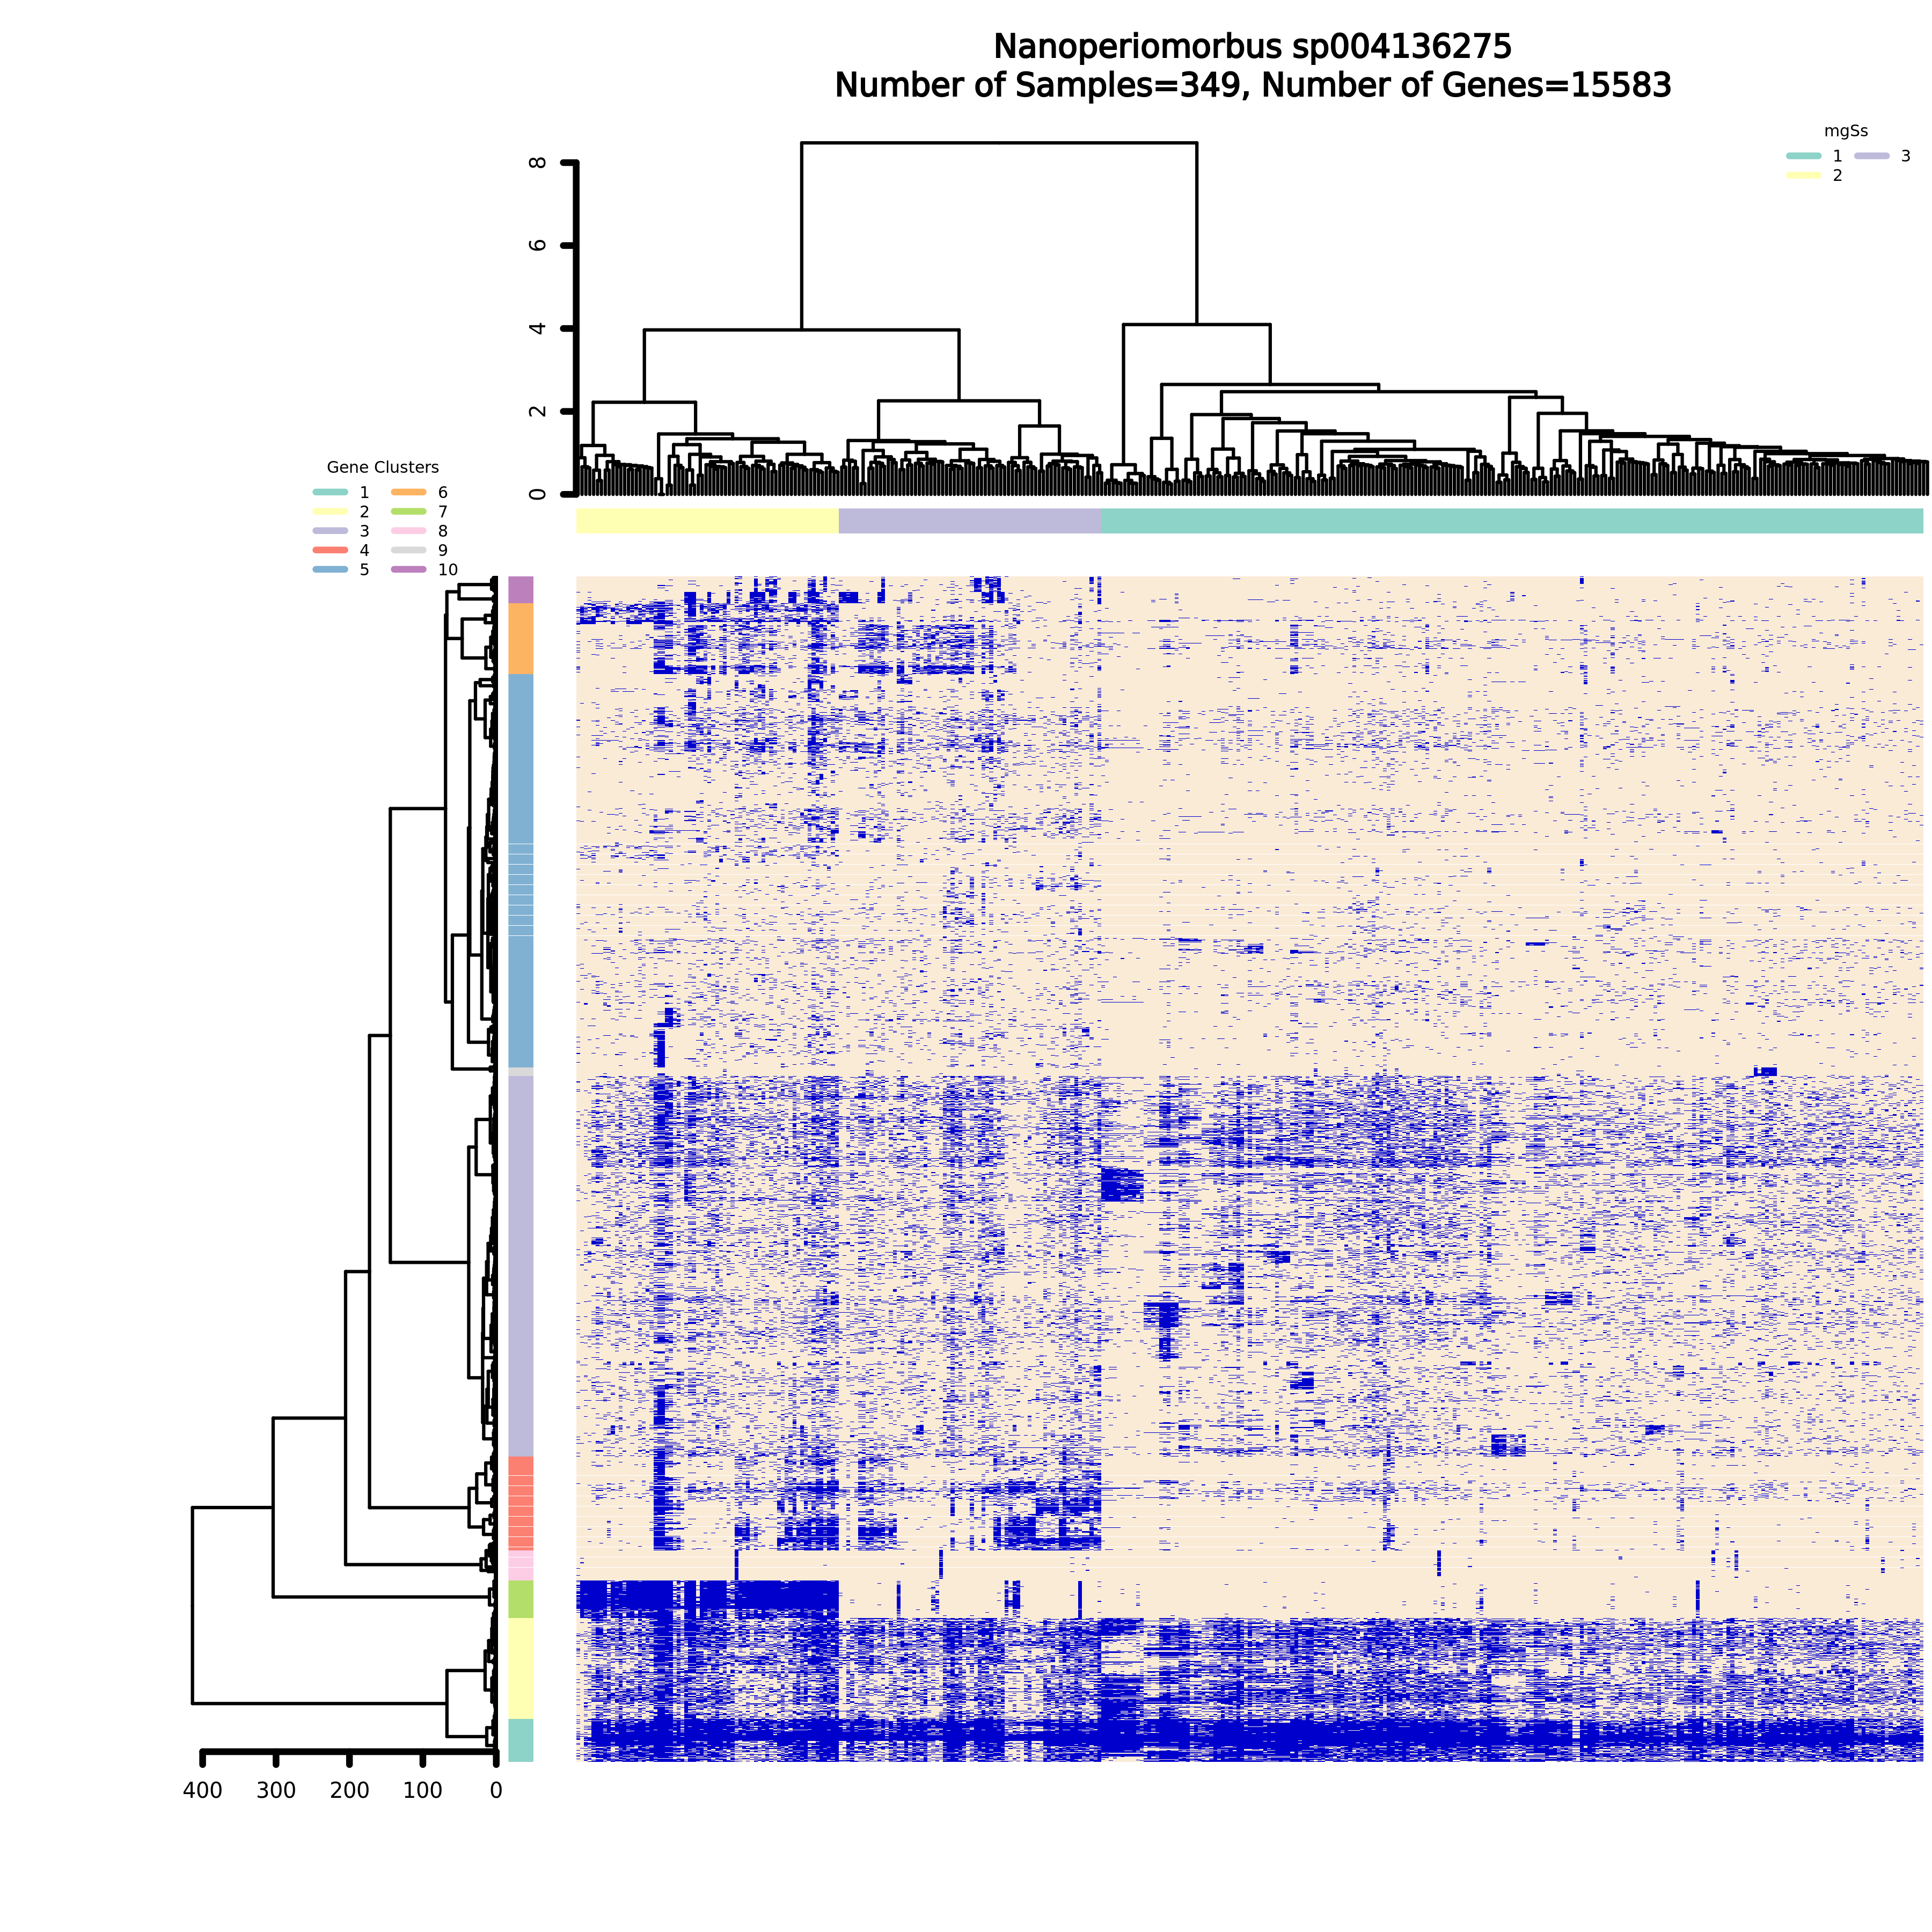 Nanoperiomorbus sp004136275
Number of Samples=349, Number of Genes=15583
mgSs
1 3
2
8
6
4
2
0
Gene Clusters
1 6
2 7
3 8
4 9
5 10
400 300 200 100 0